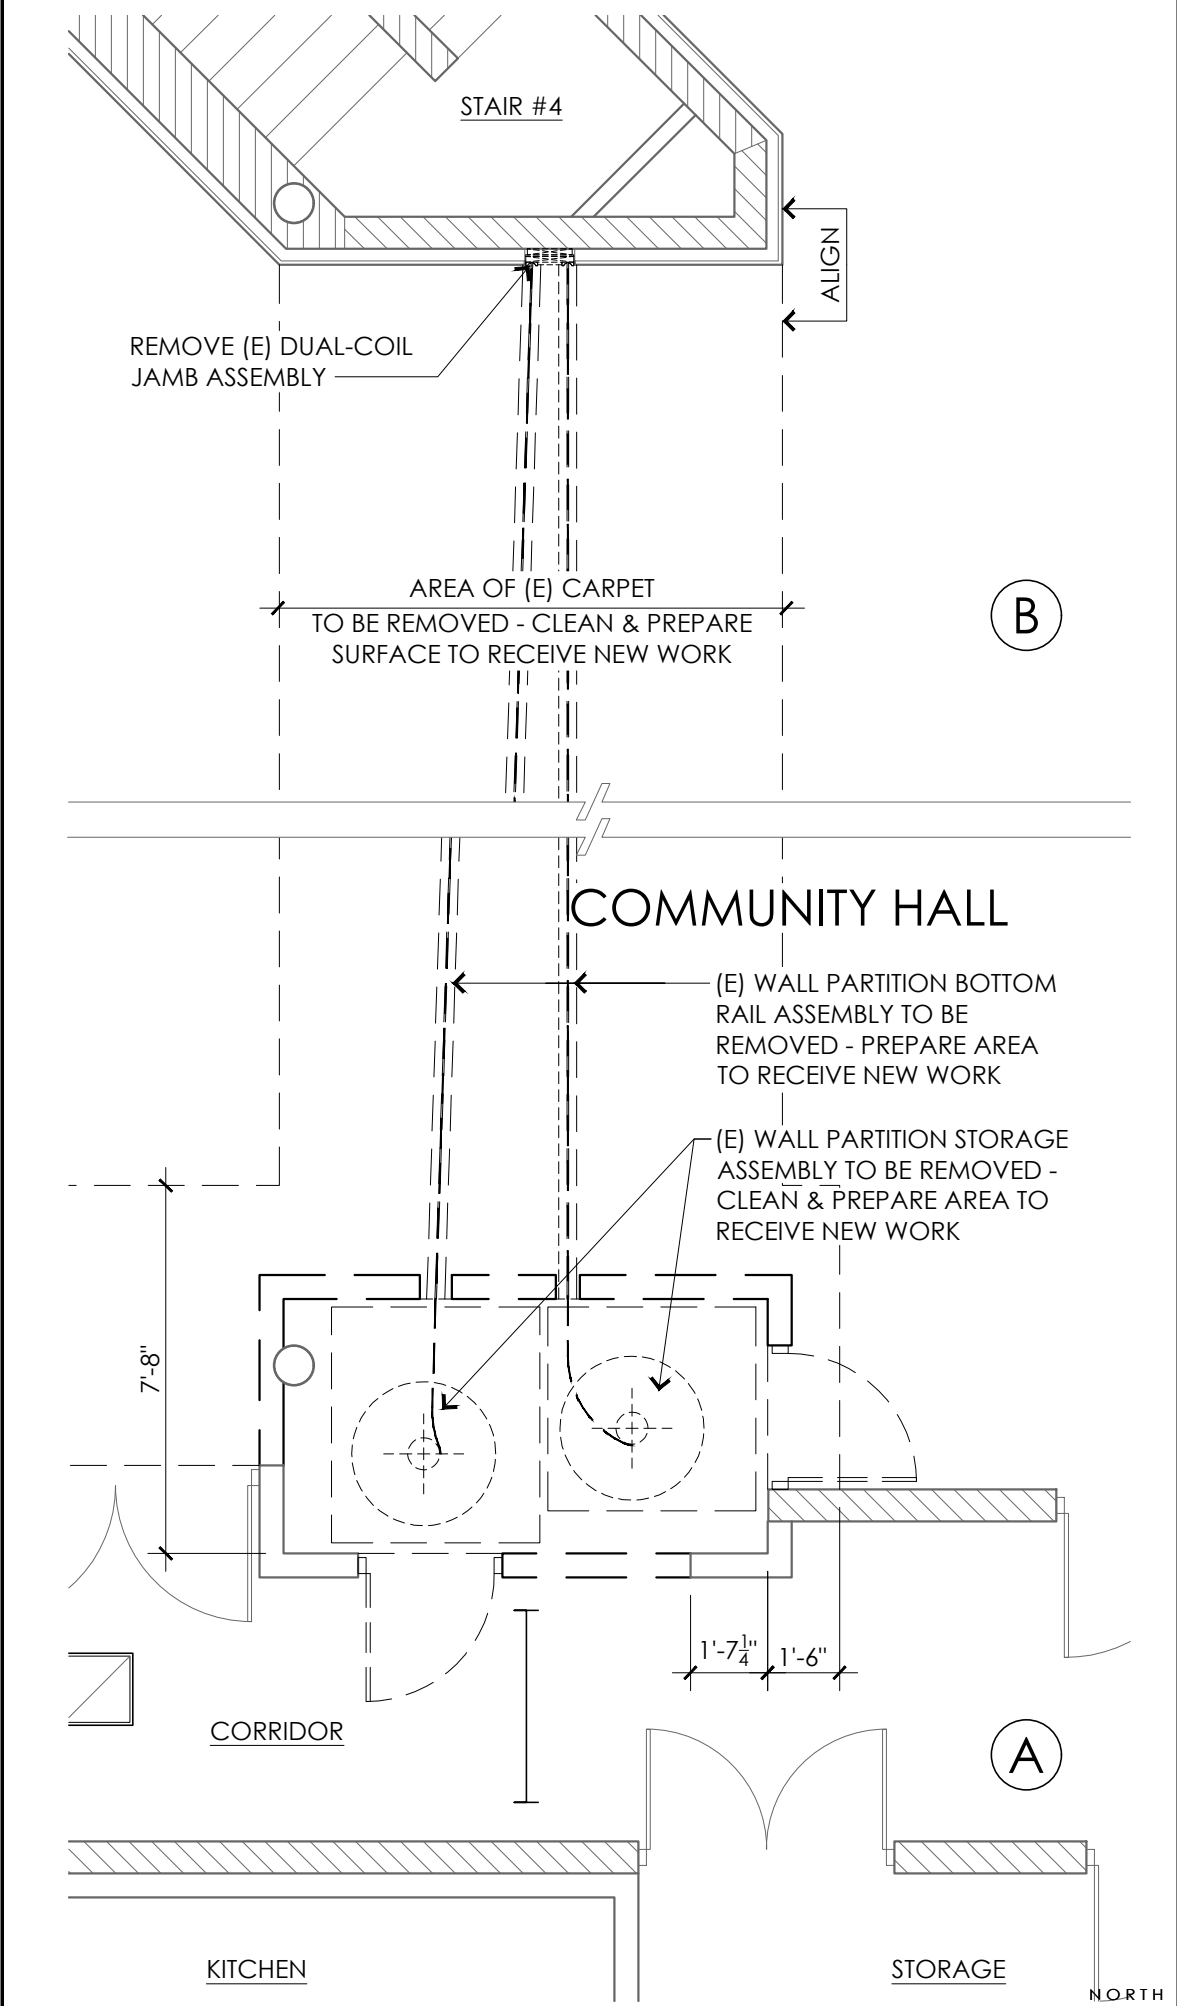 STAIR #4
ALIGN
REMOVE (E) DUAL-COIL
JAMB ASSEMBLY
AREA OF (E) CARPET
TO BE REMOVED - CLEAN & PREPARE
SURFACE TO RECEIVE NEW WORK
B
COMMUNITY HALL
(E) WALL PARTITION BOTTOM
RAIL ASSEMBLY TO BE
REMOVED - PREPARE AREA
TO RECEIVE NEW WORK
(E) WALL PARTITION STORAGE
ASSEMBLY TO BE REMOVED -
CLEAN & PREPARE AREA TO
RECEIVE NEW WORK
7'-8"
1'-7 1/4"
1'-6"
CORRIDOR
A
KITCHEN
STORAGE
NORTH